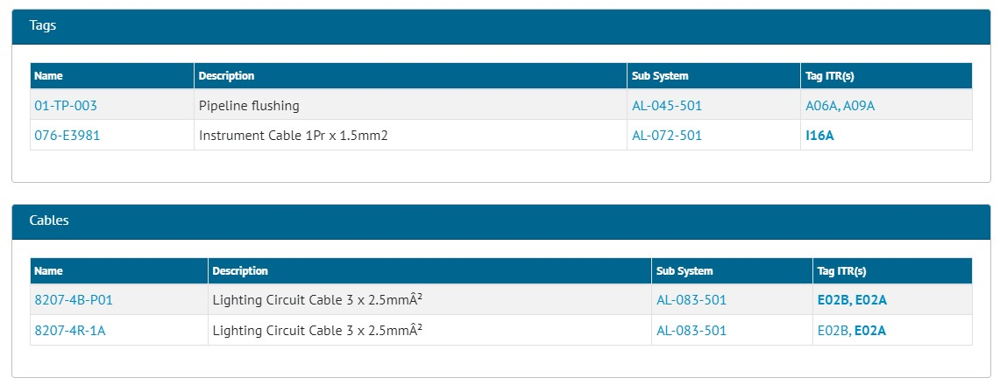 Tags
Name Description Sub System Tag ITR(s)
01-TP-003 Pipeline flushing AL-045-501 A06A, A09A
076-E3981 Instrument Cable 1Pr x 1.5mm2 AL-072-501 I16A
Cables
Name Description Sub System Tag ITR(s)
8207-4B-P01 Lighting Circuit Cable 3 x 2.5mmÂ² AL-083-501 E02B, E02A
8207-4R-1A Lighting Circuit Cable 3 x 2.5mmÂ² AL-083-501 E02B, E02A